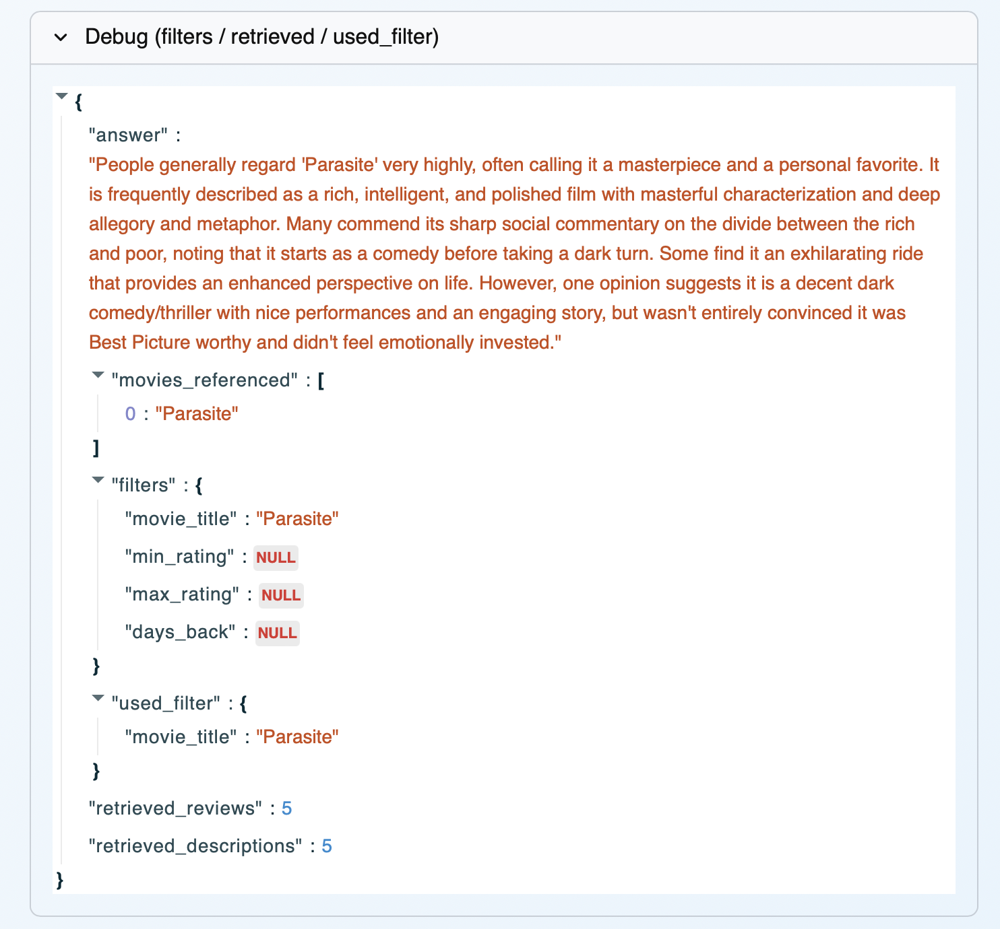 Debug (filters / retrieved / used_filter)
{
"answer" :
"People generally regard 'Parasite' very highly, often calling it a masterpiece and a personal favorite. It
is frequently described as a rich, intelligent, and polished film with masterful characterization and deep
allegory and metaphor. Many commend its sharp social commentary on the divide between the rich
and poor, noting that it starts as a comedy before taking a dark turn. Some find it an exhilarating ride
that provides an enhanced perspective on life. However, one opinion suggests it is a decent dark
comedy/thriller with nice performances and an engaging story, but wasn't entirely convinced it was
Best Picture worthy and didn't feel emotionally invested."
"movies_referenced" : [
0 : "Parasite"
]
"filters" : {
"movie_title" : "Parasite"
"min_rating" : NULL
"max_rating" : NULL
"days_back" : NULL
}
"used_filter" : {
"movie_title" : "Parasite"
}
"retrieved_reviews" : 5
"retrieved_descriptions" : 5
}